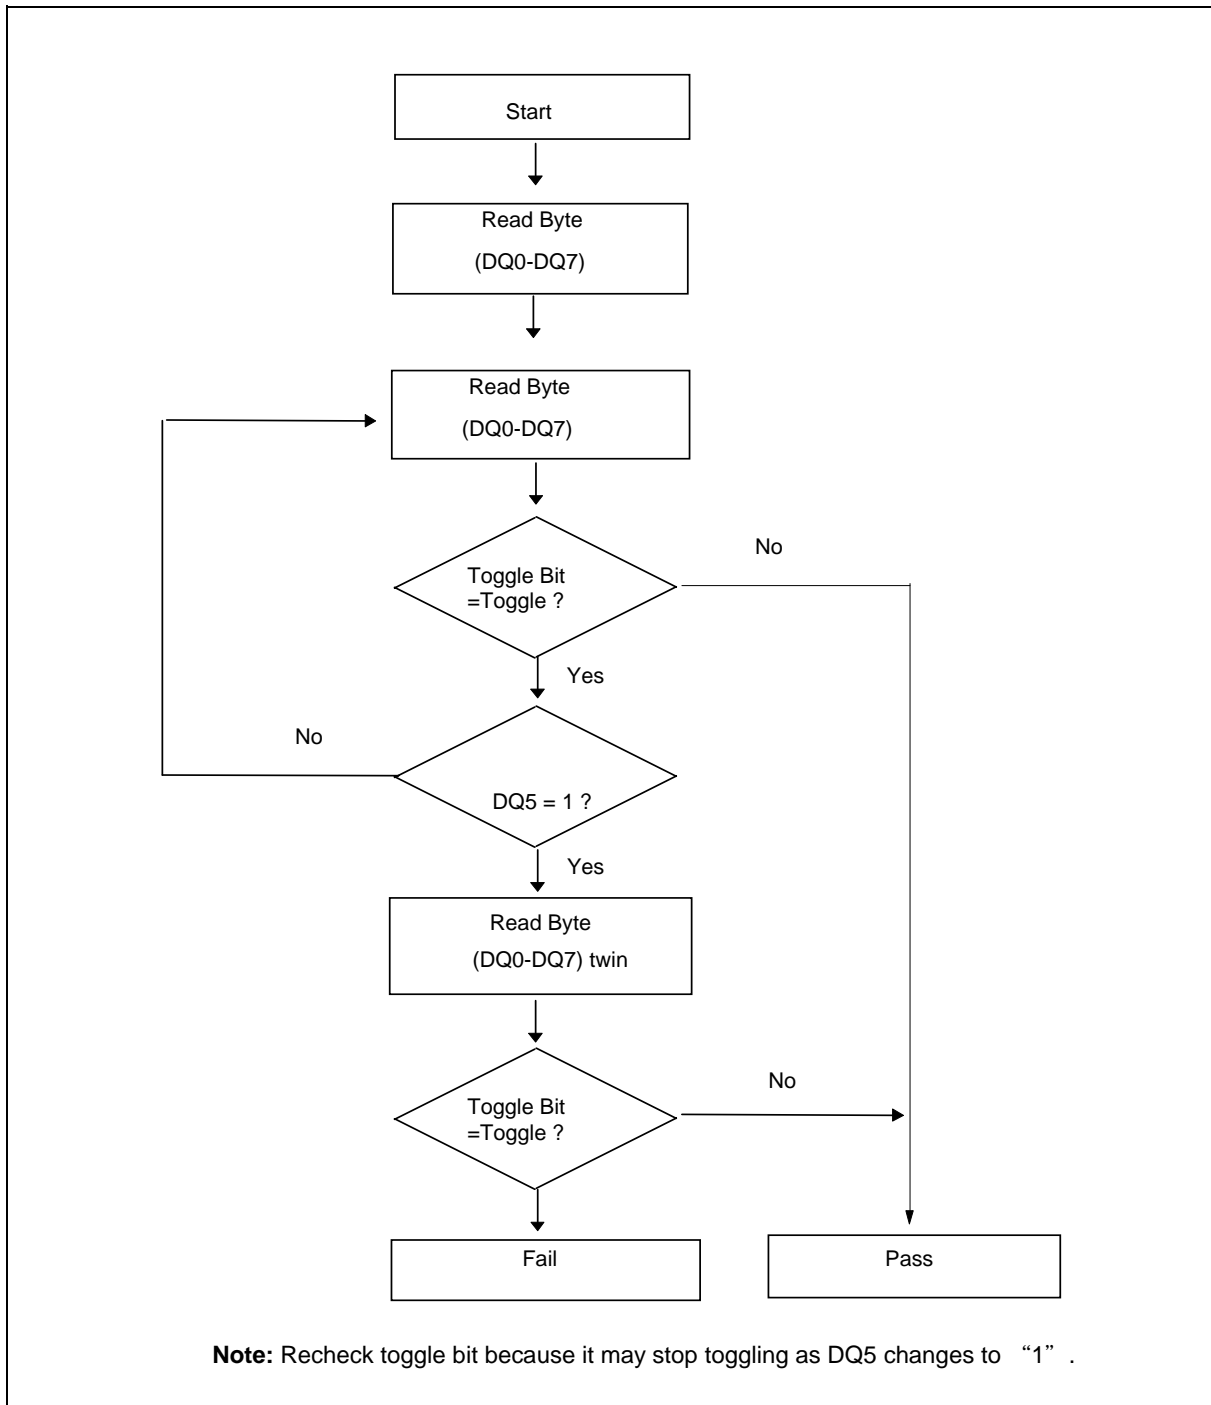 Start
Read Byte
(DQ0-DQ7)
Read Byte
(DQ0-DQ7)
No
Toggle Bit
=Toggle ?
Yes
No
DQ5 = 1 ?
Yes
Read Byte
(DQ0-DQ7) twin
No
Toggle Bit
=Toggle ?
Fail
Pass
Note: Recheck toggle bit because it may stop toggling as DQ5 changes to “1” .